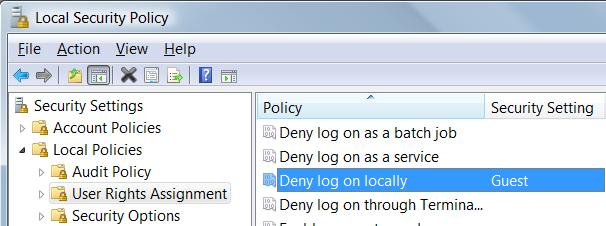 Local Security Policy
File Action View Help
Security Settings
Account Policies
Local Policies
Audit Policy
User Rights Assignment
Security Options
Policy Security Setting
Deny log on as a batch job
Deny log on as a service
Deny log on locally Guest
Deny log on through Termina...